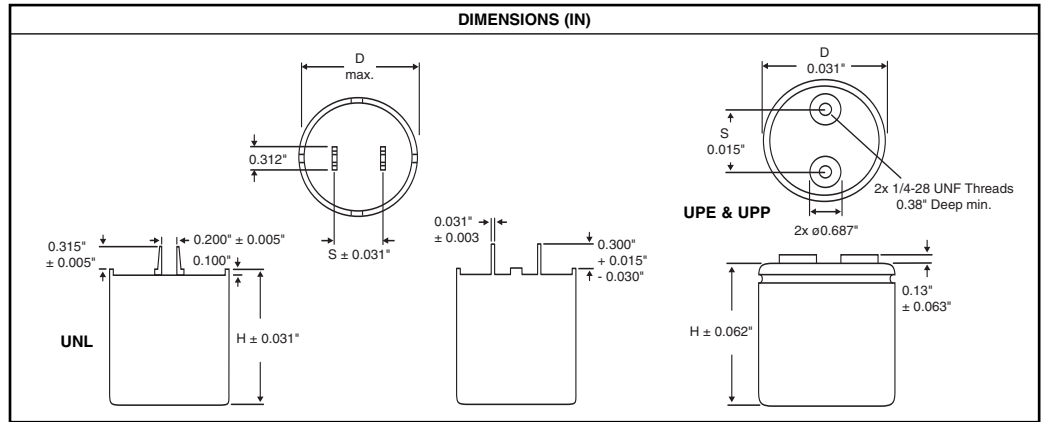 DIMENSIONS (IN)
D
max.
0.312"
S ± 0.031"
D
0.031"
S
0.015"
2x 1/4-28 UNF Threads
0.38" Deep min.
UPE & UPP
2x ø0.687"
0.315"
± 0.005"
0.200" ± 0.005"
0.100"
UNL
H ± 0.031"
0.031"
± 0.003
0.300"
+ 0.015"
- 0.030"
H ± 0.062"
0.13"
± 0.063"